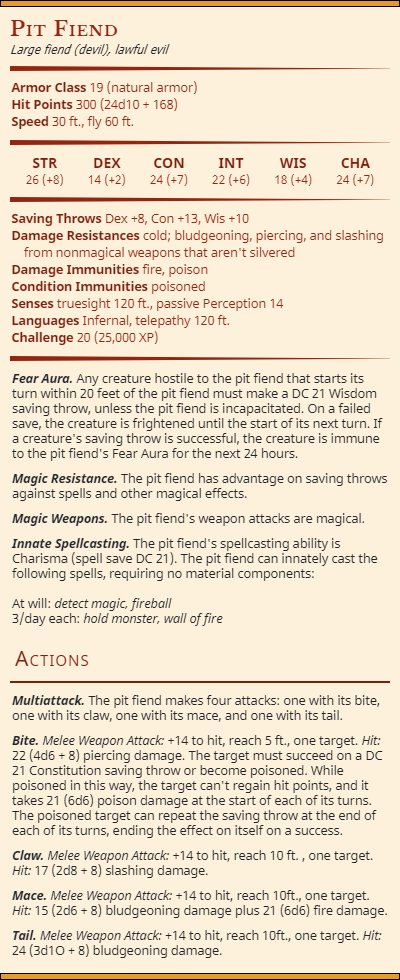 Pit Fiend
Large fiend (devil), lawful evil
Armor Class 19 (natural armor)
Hit Points 300 (24d10 + 168)
Speed 30 ft., fly 60 ft.
STR DEX CON INT WIS CHA
26 (+8) 14 (+2) 24 (+7) 22 (+6) 18 (+4) 24 (+7)
Saving Throws Dex +8, Con +13, Wis +10
Damage Resistances cold; bludgeoning, piercing, and slashing
from nonmagical weapons that aren't silvered
Damage Immunities fire, poison
Condition Immunities poisoned
Senses truesight 120 ft., passive Perception 14
Languages Infernal, telepathy 120 ft.
Challenge 20 (25,000 XP)
Fear Aura. Any creature hostile to the pit fiend that starts its
turn within 20 feet of the pit fiend must make a DC 21 Wisdom
saving throw, unless the pit fiend is incapacitated. On a failed
save, the creature is frightened until the start of its next turn. If
a creature's saving throw is successful, the creature is immune
to the pit fiend's Fear Aura for the next 24 hours.
Magic Resistance. The pit fiend has advantage on saving throws
against spells and other magical effects.
Magic Weapons. The pit fiend's weapon attacks are magical.
Innate Spellcasting. The pit fiend's spellcasting ability is
Charisma (spell save DC 21). The pit fiend can innately cast the
following spells, requiring no material components:
At will: detect magic, fireball
3/day each: hold monster, wall of fire
Actions
Multiattack. The pit fiend makes four attacks: one with its bite,
one with its claw, one with its mace, and one with its tail.
Bite. Melee Weapon Attack: +14 to hit, reach 5 ft., one target. Hit:
22 (4d6 + 8) piercing damage. The target must succeed on a DC
21 Constitution saving throw or become poisoned. While
poisoned in this way, the target can't regain hit points, and it
takes 21 (6d6) poison damage at the start of each of its turns.
The poisoned target can repeat the saving throw at the end of
each of its turns, ending the effect on itself on a success.
Claw. Melee Weapon Attack: +14 to hit, reach 10 ft. , one target.
Hit: 17 (2d8 + 8) slashing damage.
Mace. Melee Weapon Attack: +14 to hit, reach 10ft., one target.
Hit: 15 (2d6 + 8) bludgeoning damage plus 21 (6d6) fire damage.
Tail. Melee Weapon Attack: +14 to hit, reach 10ft., one target. Hit:
24 (3d1O + 8) bludgeoning damage.